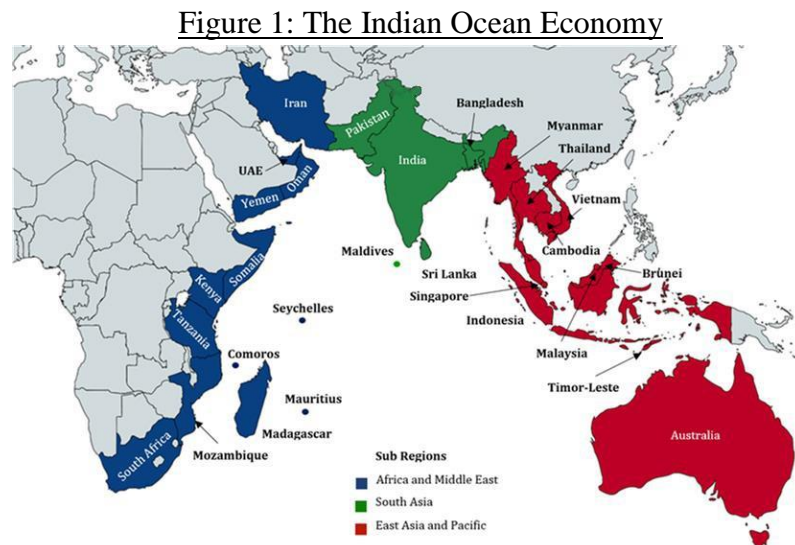 Figure 1: The Indian Ocean Economy
Iran
Pakistan
Bangladesh
Myanmar
Thailand
India
UAE
Oman
Yemen
Vietnam
Maldives
Cambodia
Somalia
Sri Lanka
Brunei
Kenya
Singapore
Seychelles
Indonesia
Tanzania
Malaysia
Comoros
Timor-Leste
Mauritius
Madagascar
Australia
South Africa
Mozambique
Sub Regions
Africa and Middle East
South Asia
East Asia and Pacific